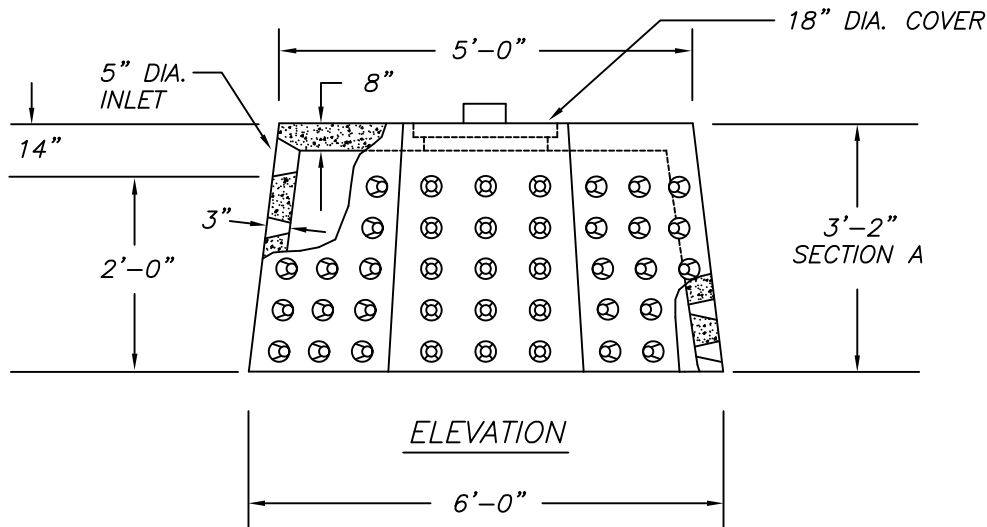 18” DIA. COVER
5’-0”
5” DIA.
INLET
8”
14”
3”
2’-0”
3’-2”
SECTION A
ELEVATION
6’-0”